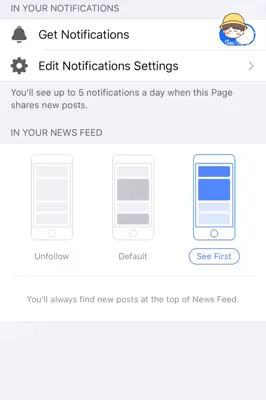 IN YOUR NOTIFICATIONS
Get Notifications
Edit Notifications Settings
You'll see up to 5 notifications a day when this Page
shares new posts.
IN YOUR NEWS FEED
Unfollow
Default
See First
You'll always find new posts at the top of News Feed.